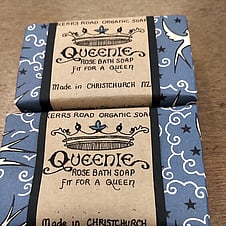 KERRS ROAD ORGANIC SOAP
QUEENIE
ROSE BATH SOAP
FIT FOR A QUEEN
Made in CHRISTCHURCH NZ
KERRS ROAD ORGANIC SOAP
QUEENIE
ROSE BATH SOAP
FIT FOR A QUEEN
Made in CHRISTCHURCH